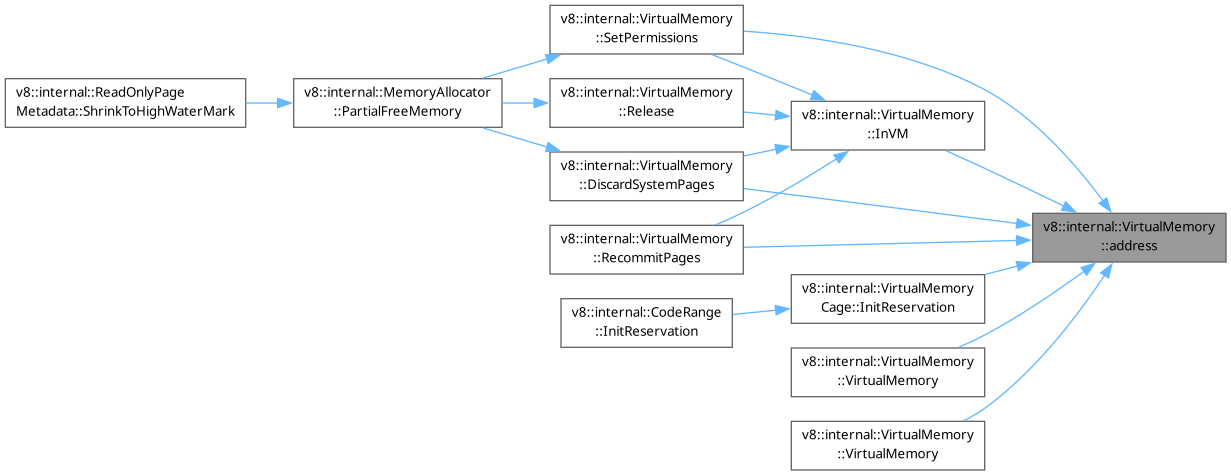 v8::internal::VirtualMemory
::SetPermissions
v8::internal::ReadOnlyPage
Metadata::ShrinkToHighWaterMark
v8::internal::MemoryAllocator
::PartialFreeMemory
v8::internal::VirtualMemory
::Release
v8::internal::VirtualMemory
::InVM
v8::internal::VirtualMemory
::DiscardSystemPages
v8::internal::VirtualMemory
::RecommitPages
v8::internal::VirtualMemory
::address
v8::internal::VirtualMemory
Cage::InitReservation
v8::internal::CodeRange
::InitReservation
v8::internal::VirtualMemory
::VirtualMemory
v8::internal::VirtualMemory
::VirtualMemory